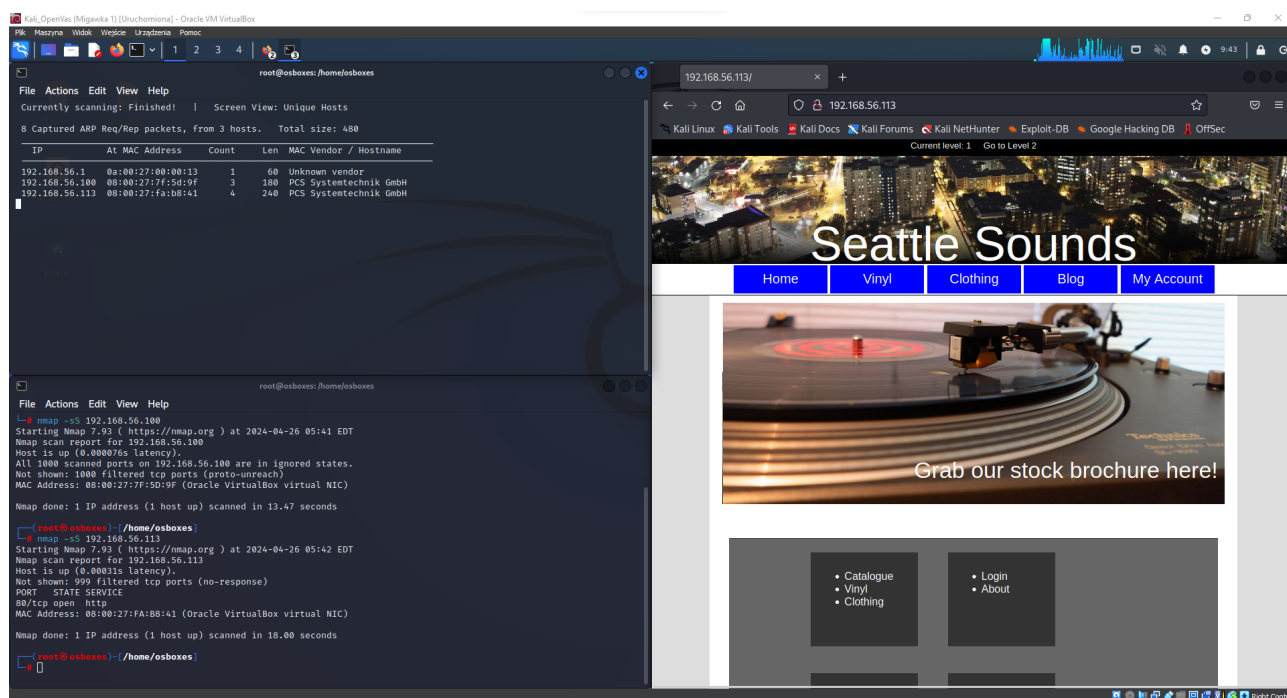 Kali_OpenVas (Migawka 1) [Uruchomiona] - Oracle VM VirtualBox
Plik Maszyna Widok Wejście Urządzenia Pomoc
1 2 3 4
9:43
root@osboxes: /home/osboxes
File Actions Edit View Help
Currently scanning: Finished! | Screen View: Unique Hosts
8 Captured ARP Req/Rep packets, from 3 hosts. Total size: 480
IP At MAC Address Count Len MAC Vendor / Hostname
192.168.56.1 0a:00:27:00:00:13 1 60 Unknown vendor
192.168.56.100 08:00:27:7f:5d:9f 3 180 PCS Systemtechnik GmbH
192.168.56.113 08:00:27:fa:b8:41 4 240 PCS Systemtechnik GmbH
root@osboxes: /home/osboxes
File Actions Edit View Help
└─# nmap -sS 192.168.56.100
Starting Nmap 7.93 ( https://nmap.org ) at 2024-04-26 05:41 EDT
Nmap scan report for 192.168.56.100
Host is up (0.000076s latency).
All 1000 scanned ports on 192.168.56.100 are in ignored states.
Not shown: 1000 filtered tcp ports (proto-unreach)
MAC Address: 08:00:27:7F:5D:9F (Oracle VirtualBox virtual NIC)
Nmap done: 1 IP address (1 host up) scanned in 13.47 seconds
┌──(root㉿osboxes)-[/home/osboxes]
└─# nmap -sS 192.168.56.113
Starting Nmap 7.93 ( https://nmap.org ) at 2024-04-26 05:42 EDT
Nmap scan report for 192.168.56.113
Host is up (0.00031s latency).
Not shown: 999 filtered tcp ports (no-response)
PORT STATE SERVICE
80/tcp open http
MAC Address: 08:00:27:FA:B8:41 (Oracle VirtualBox virtual NIC)
Nmap done: 1 IP address (1 host up) scanned in 18.00 seconds
┌──(root㉿osboxes)-[/home/osboxes]
└─#
192.168.56.113/
192.168.56.113
Kali Linux Kali Tools Kali Docs Kali Forums Kali NetHunter Exploit-DB Google Hacking DB OffSec
Current level: 1 Go to Level 2
Seattle Sounds
Home Vinyl Clothing Blog My Account
Technics
Grab our stock brochure here!
• Catalogue
• Vinyl
• Clothing
• Login
• About
Right Cont